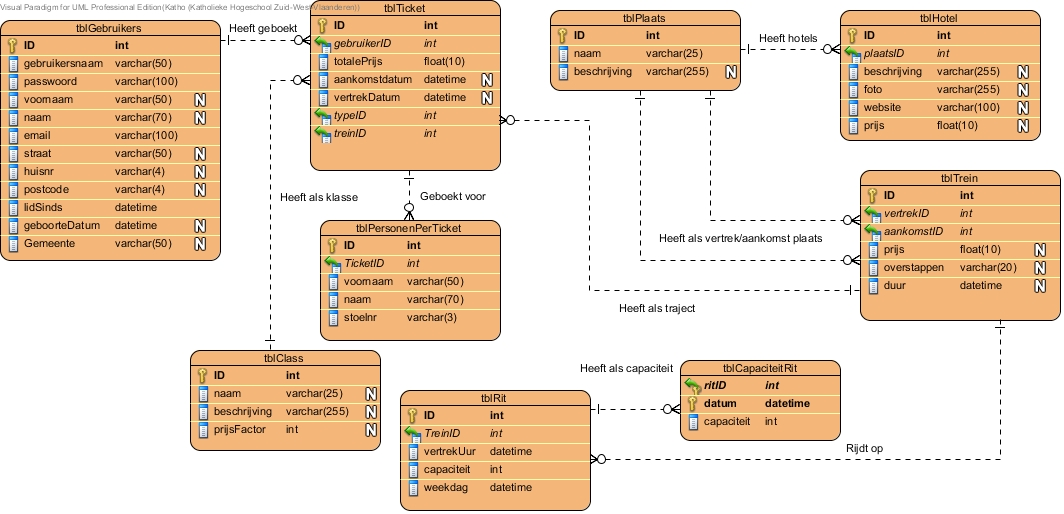 Visual Paradigm for UML Professional Edition(Katho (Katholieke Hogeschool Zuid-West-Vlaanderen))
tblGebruikers
ID int
gebruikersnaam varchar(50)
passwoord varchar(100)
voornaam varchar(50) N
naam varchar(70) N
email varchar(100)
straat varchar(50) N
huisnr varchar(4) N
postcode varchar(4) N
lidSinds datetime
geboorteDatum datetime N
Gemeente varchar(50) N
Heeft geboekt
tblTicket
ID int
gebruikerID int
totalePrijs float(10)
aankomstdatum datetime N
vertrekDatum datetime N
typeID int
treinID int
tblPlaats
ID int
naam varchar(25)
beschrijving varchar(255) N
Heeft hotels
tblHotel
ID int
plaatsID int
beschrijving varchar(255) N
foto varchar(255) N
website varchar(100) N
prijs float(10) N
Heeft als klasse
Geboekt voor
tblPersonenPerTicket
ID int
TicketID int
voornaam varchar(50)
naam varchar(70)
stoelnr varchar(3)
Heeft als vertrek/aankomst plaats
tblTrein
ID int
vertrekID int
aankomstID int
prijs float(10) N
overstappen varchar(20) N
duur datetime N
Heeft als traject
tblClass
ID int
naam varchar(25) N
beschrijving varchar(255) N
prijsFactor int N
tblRit
ID int
TreinID int
vertrekUur datetime
capaciteit int
weekdag datetime
Heeft als capaciteit
tblCapaciteitRit
ritID int
datum datetime
capaciteit int
Rijdt op